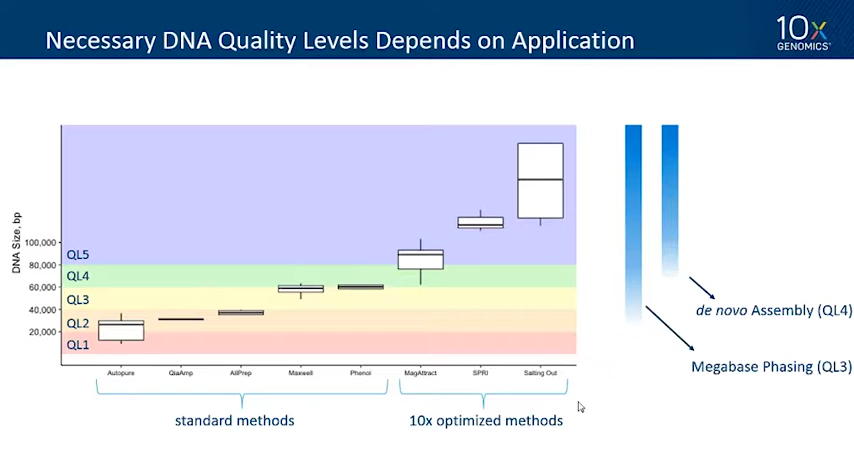 Necessary DNA Quality Levels Depends on Application
10x
GENOMICS
DNA Size, bp
100,000
80,000
60,000
40,000
20,000
QL5
QL4
QL3
QL2
QL1
Autopure
QiaAmp
AllPrep
Maxwell
Phenol
MagAttract
SPRI
Salting Out
standard methods
10x optimized methods
de novo Assembly (QL4)
Megabase Phasing (QL3)